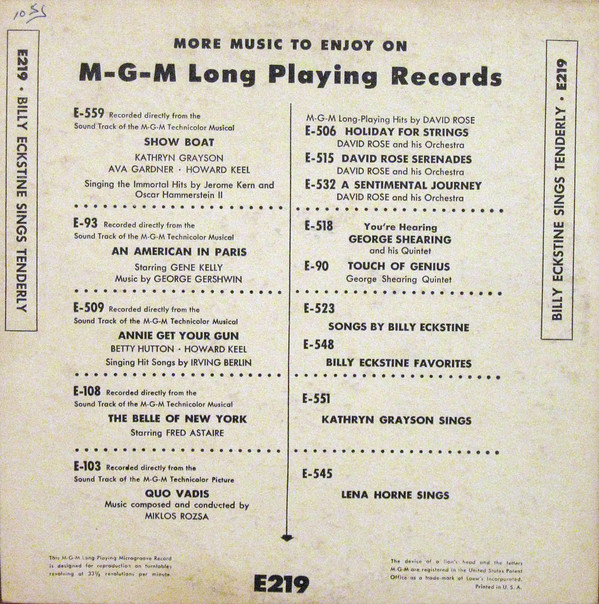 10 55
MORE MUSIC TO ENJOY ON
M-G-M Long Playing Records
E219 • BILLY ECKSTINE SINGS TENDERLY
E-559 Recorded directly from the
Sound Track of the M-G-M Technicolor Musical
SHOW BOAT
KATHRYN GRAYSON
AVA GARDNER • HOWARD KEEL
Singing the Immortal Hits by Jerome Kern and
Oscar Hammerstein II
E-93 Recorded directly from the
Sound Track of the M-G-M Technicolor Musical
AN AMERICAN IN PARIS
Starring GENE KELLY
Music by GEORGE GERSHWIN
E-509 Recorded directly from the
Sound Track of the M-G-M Technicolor Musical
ANNIE GET YOUR GUN
BETTY HUTTON • HOWARD KEEL
Singing Hit Songs by IRVING BERLIN
E-108 Recorded directly from the
Sound Track of the M-G-M Technicolor Musical
THE BELLE OF NEW YORK
Starring FRED ASTAIRE
E-103 Recorded directly from the
Sound Track of the M-G-M Technicolor Picture
QUO VADIS
Music composed and conducted by
MIKLOS ROZSA
M-G-M Long-Playing Hits by DAVID ROSE
E-506 HOLIDAY FOR STRINGS
DAVID ROSE and his Orchestra
E-515 DAVID ROSE SERENADES
DAVID ROSE and his Orchestra
E-532 A SENTIMENTAL JOURNEY
DAVID ROSE and his Orchestra
E-518 You're Hearing
GEORGE SHEARING
and his Quintet
E-90 TOUCH OF GENIUS
George Shearing Quintet
E-523
SONGS BY BILLY ECKSTINE
E-548
BILLY ECKSTINE FAVORITES
E-551
KATHRYN GRAYSON SINGS
E-545
LENA HORNE SINGS
BILLY ECKSTINE SINGS TENDERLY • E219
This M-G-M Long Playing Microgroove Record
is designed for reproduction on turntables
revolving at 33⅓ revolutions per minute.
E219
The device of a lion's head and the letters
M-G-M are registered in the United States Patent
Office as a trade-mark of Loew's Incorporated.
Printed in U. S. A.